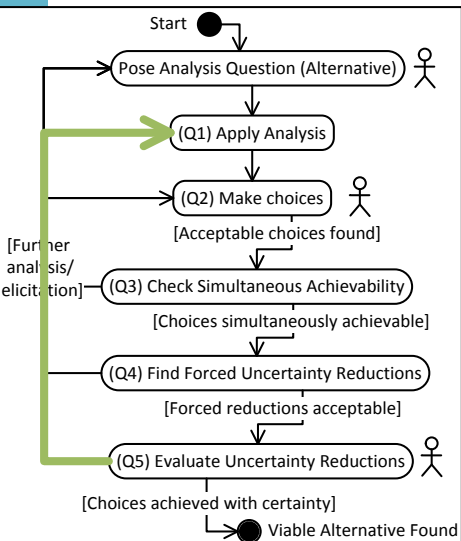 Start
Pose Analysis Question (Alternative)
(Q1) Apply Analysis
(Q2) Make choices
[Acceptable choices found]
[Further
analysis/
elicitation]
(Q3) Check Simultaneous Achievability
[Choices simultaneously achievable]
(Q4) Find Forced Uncertainty Reductions
[Forced reductions acceptable]
(Q5) Evaluate Uncertainty Reductions
[Choices achieved with certainty]
Viable Alternative Found